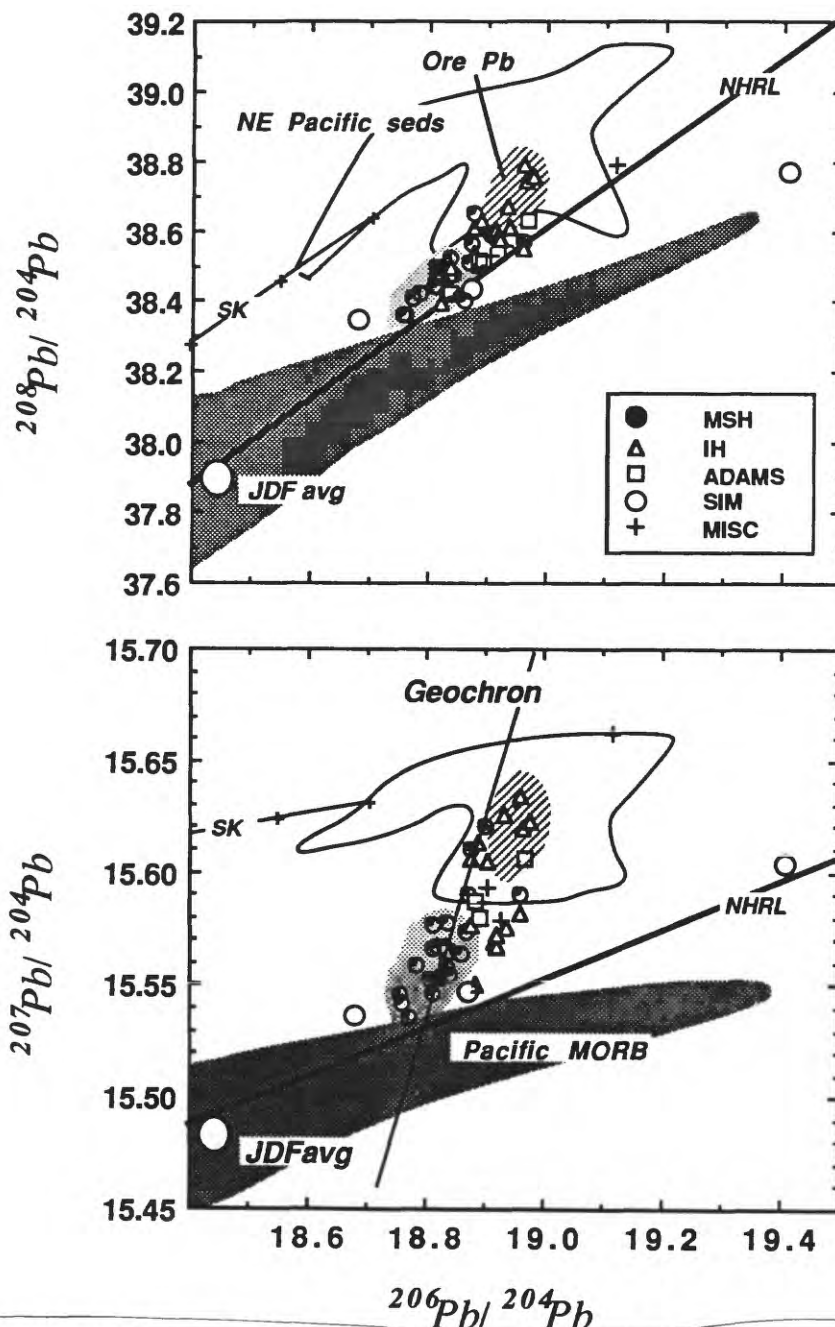 39.2
39.0
38.8
38.6
38.4
38.2
38.0
37.8
37.6
²⁰⁸Pb/ ²⁰⁴Pb
Ore Pb
NHRL
NE Pacific seds
SK
JDF avg
MSH
IH
ADAMS
SIM
MISC
15.70
15.65
15.60
15.55
15.50
15.45
²⁰⁷Pb/ ²⁰⁴Pb
Geochron
SK
NHRL
Pacific MORB
JDFavg
18.6 18.8 19.0 19.2 19.4
²⁰⁶Pb/ ²⁰⁴Pb